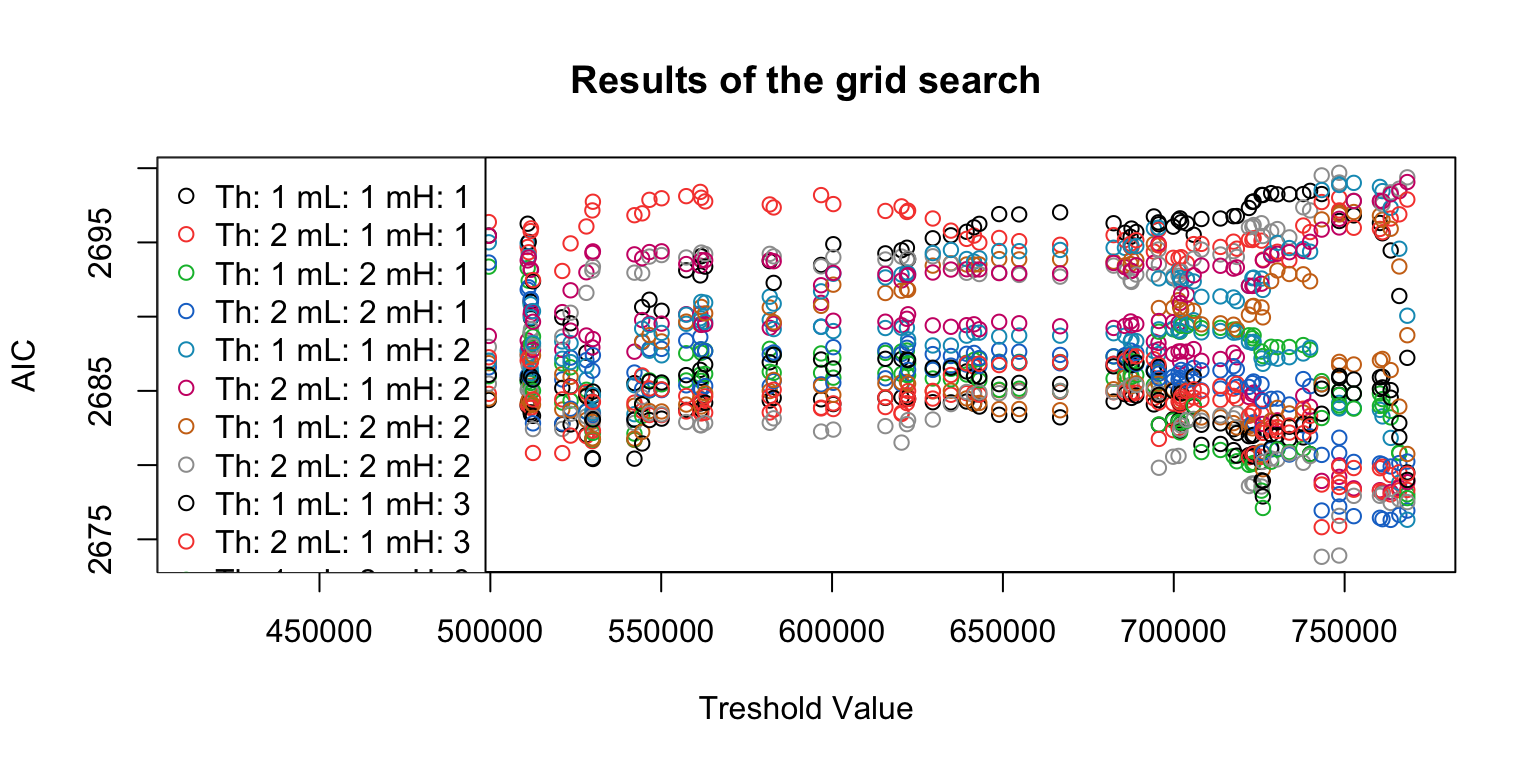 Results of the grid search
AIC
2695
2685
2675
Th: 1 mL: 1 mH: 1
Th: 2 mL: 1 mH: 1
Th: 1 mL: 2 mH: 1
Th: 2 mL: 2 mH: 1
Th: 1 mL: 1 mH: 2
Th: 2 mL: 1 mH: 2
Th: 1 mL: 2 mH: 2
Th: 2 mL: 2 mH: 2
Th: 1 mL: 1 mH: 3
Th: 2 mL: 1 mH: 3
450000 500000 550000 600000 650000 700000 750000
Treshold Value